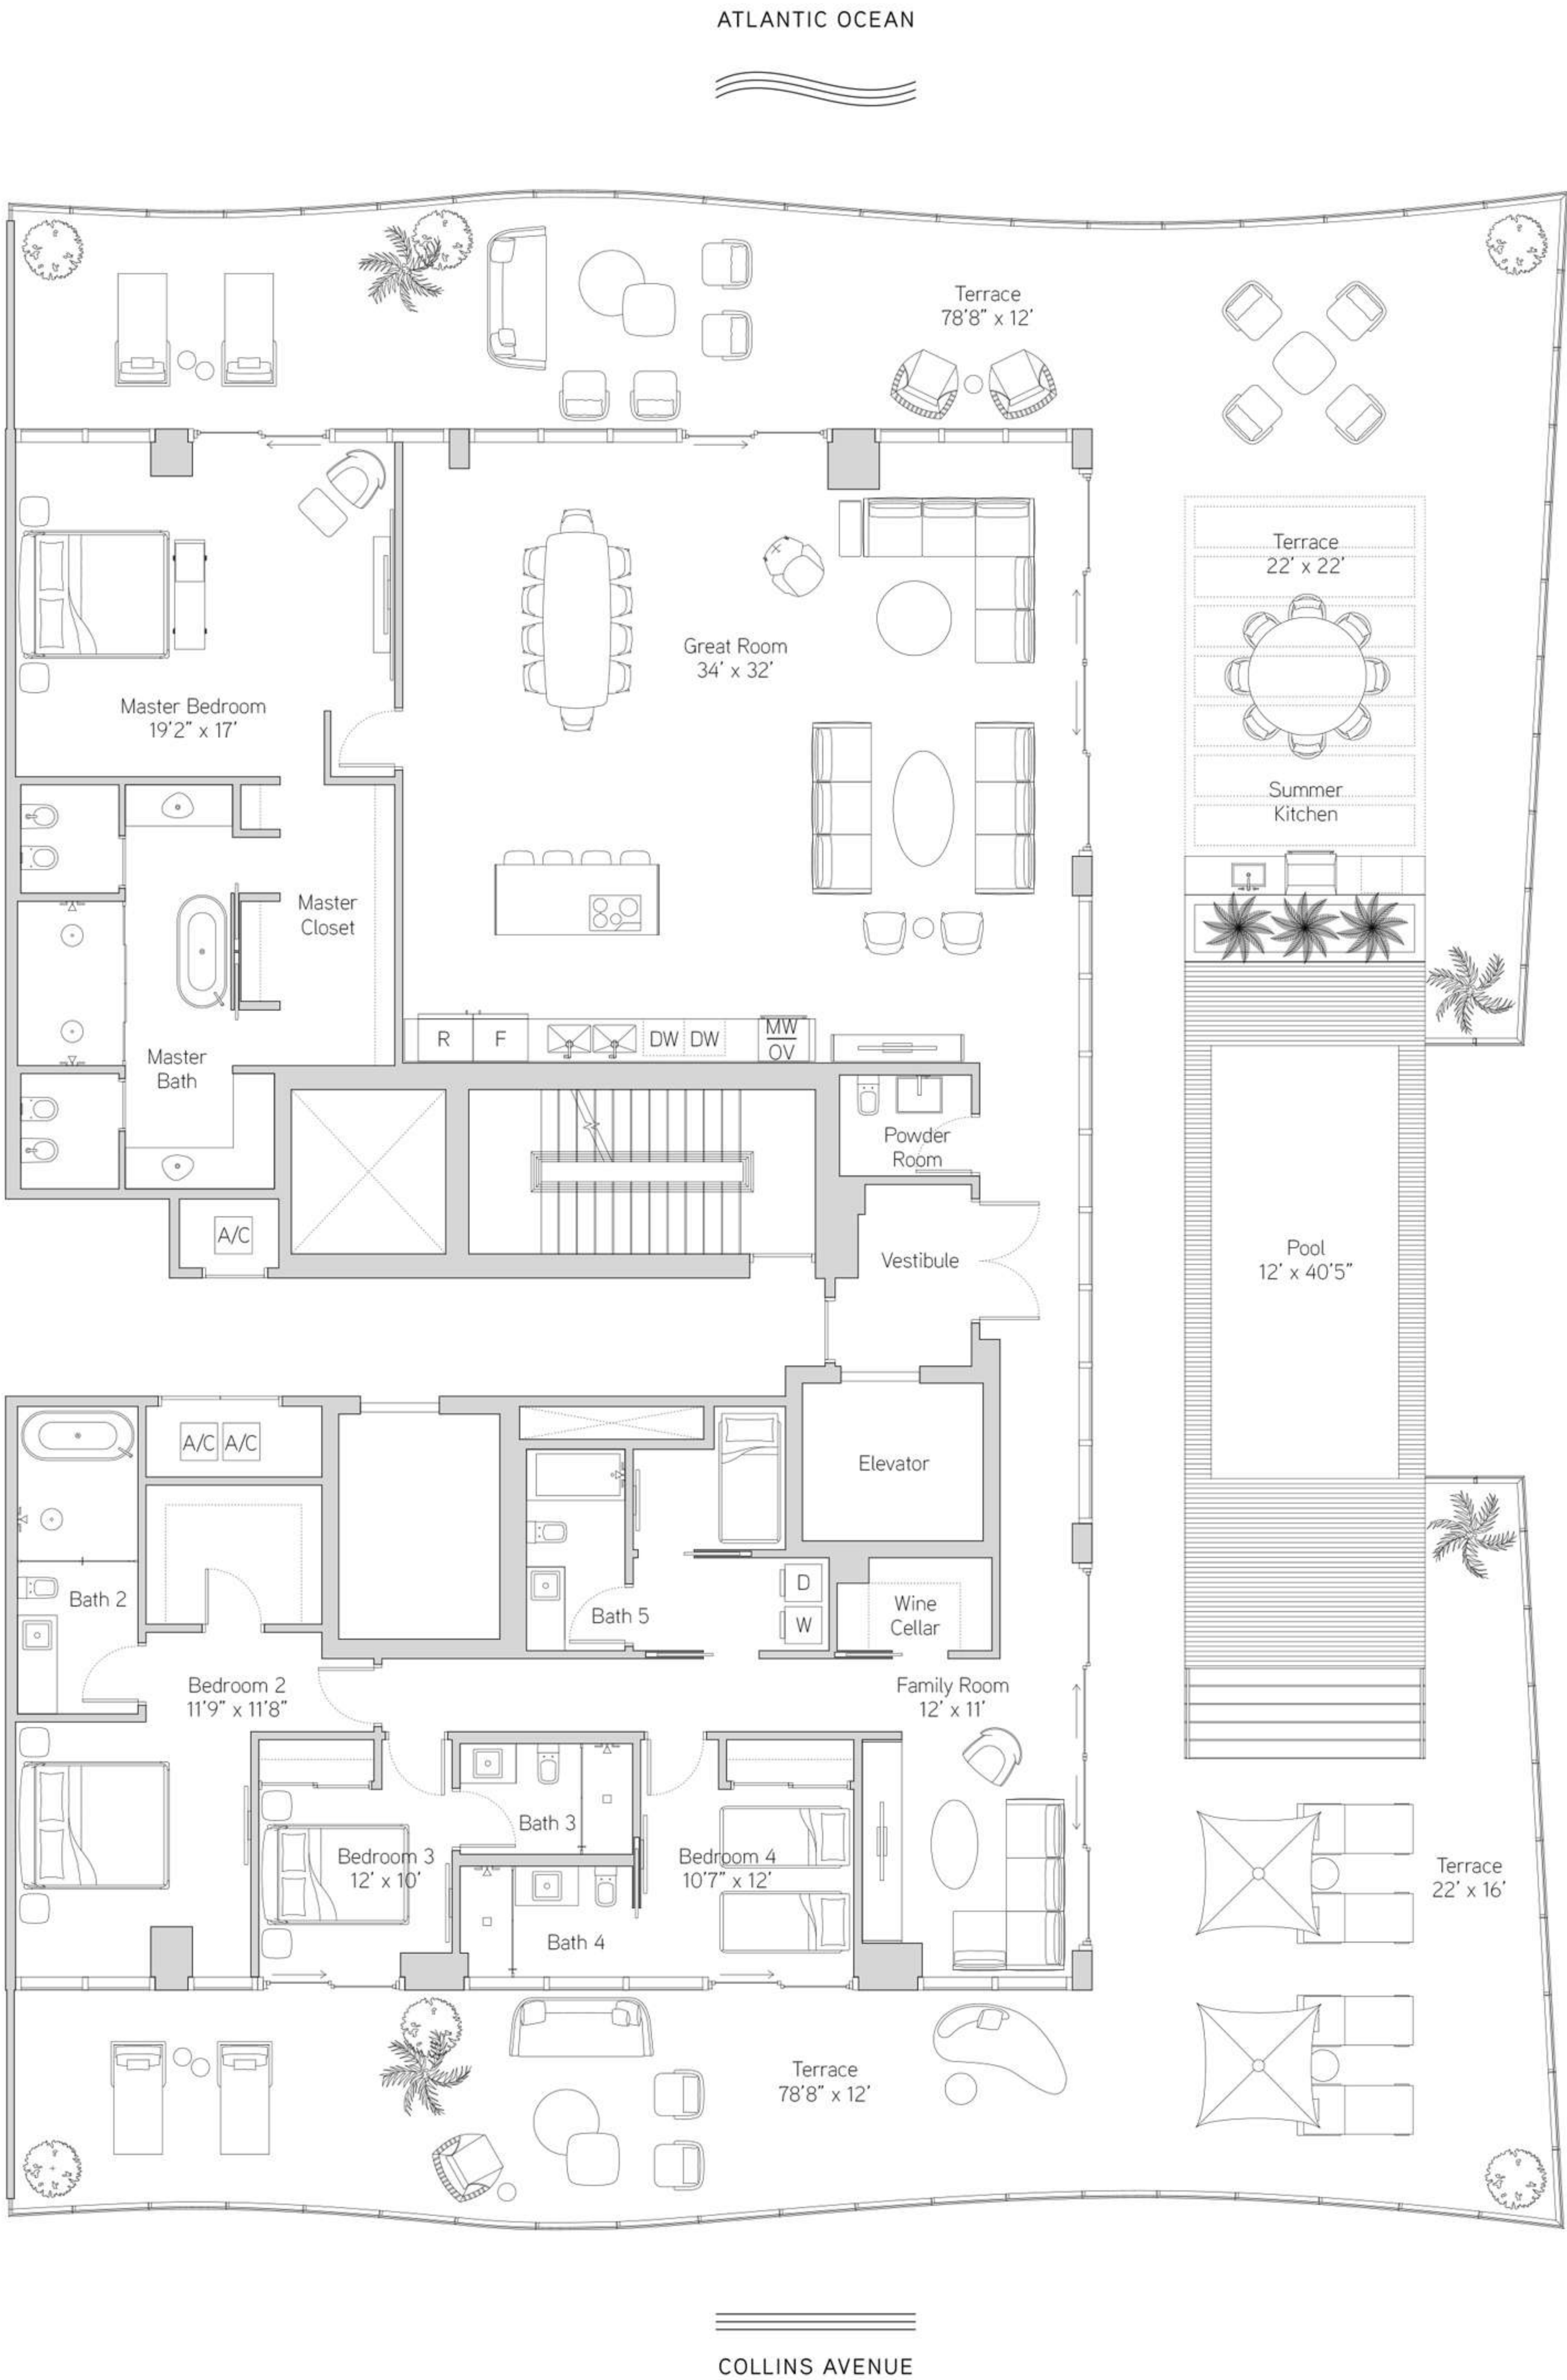 ATLANTIC OCEAN
Terrace
78'8" x 12'
Terrace
22' x 22'
Great Room
34' x 32'
Master Bedroom
19'2" x 17'
Summer
Kitchen
Master
Closet
R
F
DW
DW
MW
OV
Master
Bath
Powder
Room
A/C
Vestibule
Pool
12' x 40'5"
A/C
A/C
Elevator
D
W
Bath 2
Bath 5
Wine
Cellar
Bedroom 2
11'9" x 11'8"
Family Room
12' x 11'
Bath 3
Bedroom 3
12' x 10'
Bedroom 4
10'7" x 12'
Terrace
22' x 16'
Bath 4
Terrace
78'8" x 12'
COLLINS AVENUE